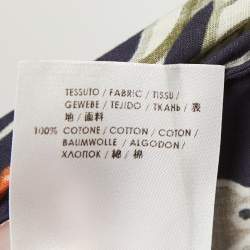 TESSUTO / FABRIC / TISSU /
GEWEBE / TEJIDO / ТКАНЬ / 表
地 / 面料
100% COTONE / COTTON / COTON /
BAUMWOLLE / ALGODON /
ХЛОПОК / 綿 / 棉